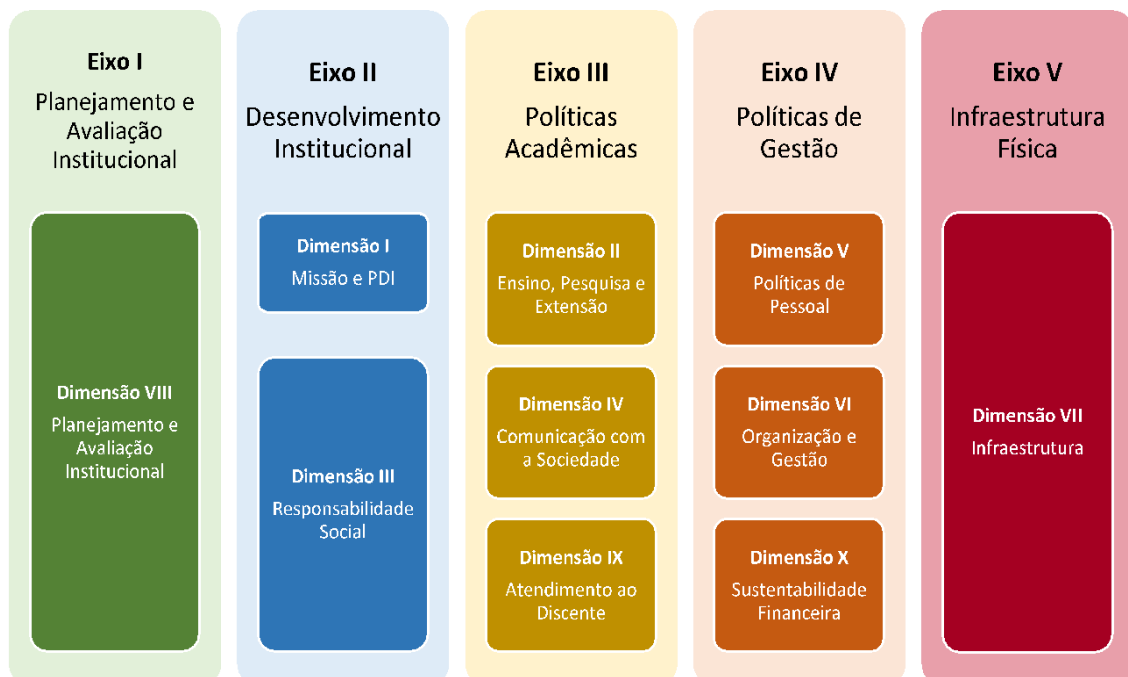 Eixo I
Planejamento e
Avaliação
Institucional
Dimensão VIII
Planejamento e
Avaliação
Institucional
Eixo II
Desenvolvimento
Institucional
Dimensão I
Missão e PDI
Dimensão III
Responsabilidade
Social
Eixo III
Políticas
Acadêmicas
Dimensão II
Ensino, Pesquisa e
Extensão
Dimensão IV
Comunicação com
a Sociedade
Dimensão IX
Atendimento ao
Discente
Eixo IV
Políticas de
Gestão
Dimensão V
Políticas de
Pessoal
Dimensão VI
Organização e
Gestão
Dimensão X
Sustentabilidade
Financeira
Eixo V
Infraestrutura
Física
Dimensão VII
Infraestrutura